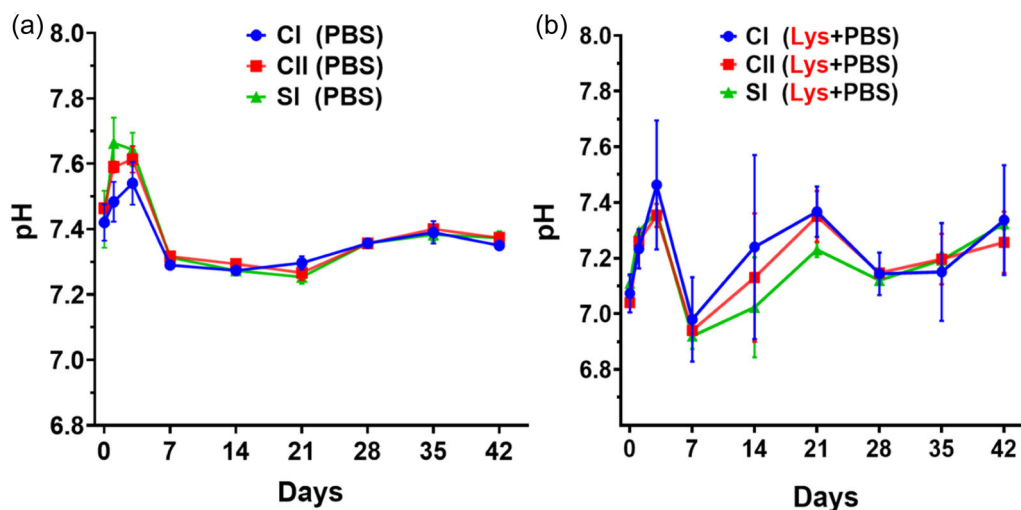 (a)
CI (PBS)
CII (PBS)
SI (PBS)
pH
8.0
7.8
7.6
7.4
7.2
7.0
6.8
0 7 14 21 28 35 42
Days
(b)
CI (Lys+PBS)
CII (Lys+PBS)
SI (Lys+PBS)
pH
8.0
7.8
7.6
7.4
7.2
7.0
6.8
0 7 14 21 28 35 42
Days